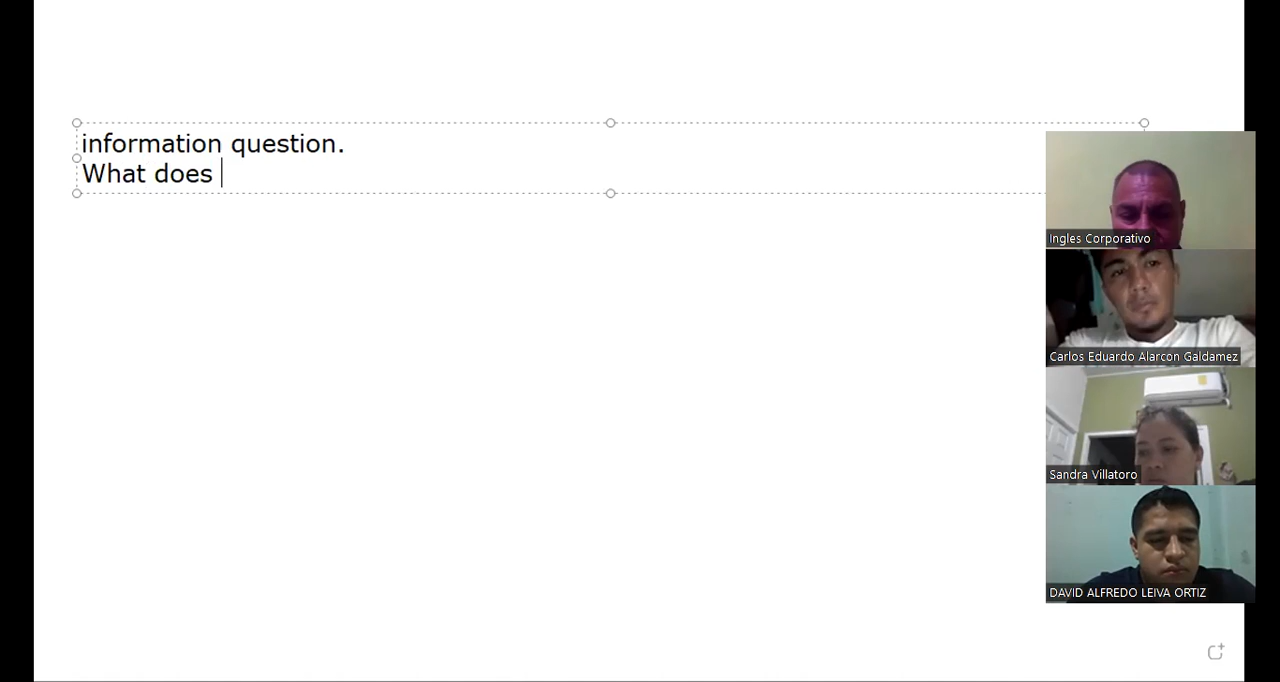 information question.
What does
Ingles Corporativo
Carlos Eduardo Alarcon Galdamez
Sandra Villatoro
DAVID ALFREDO LEIVA ORTIZ